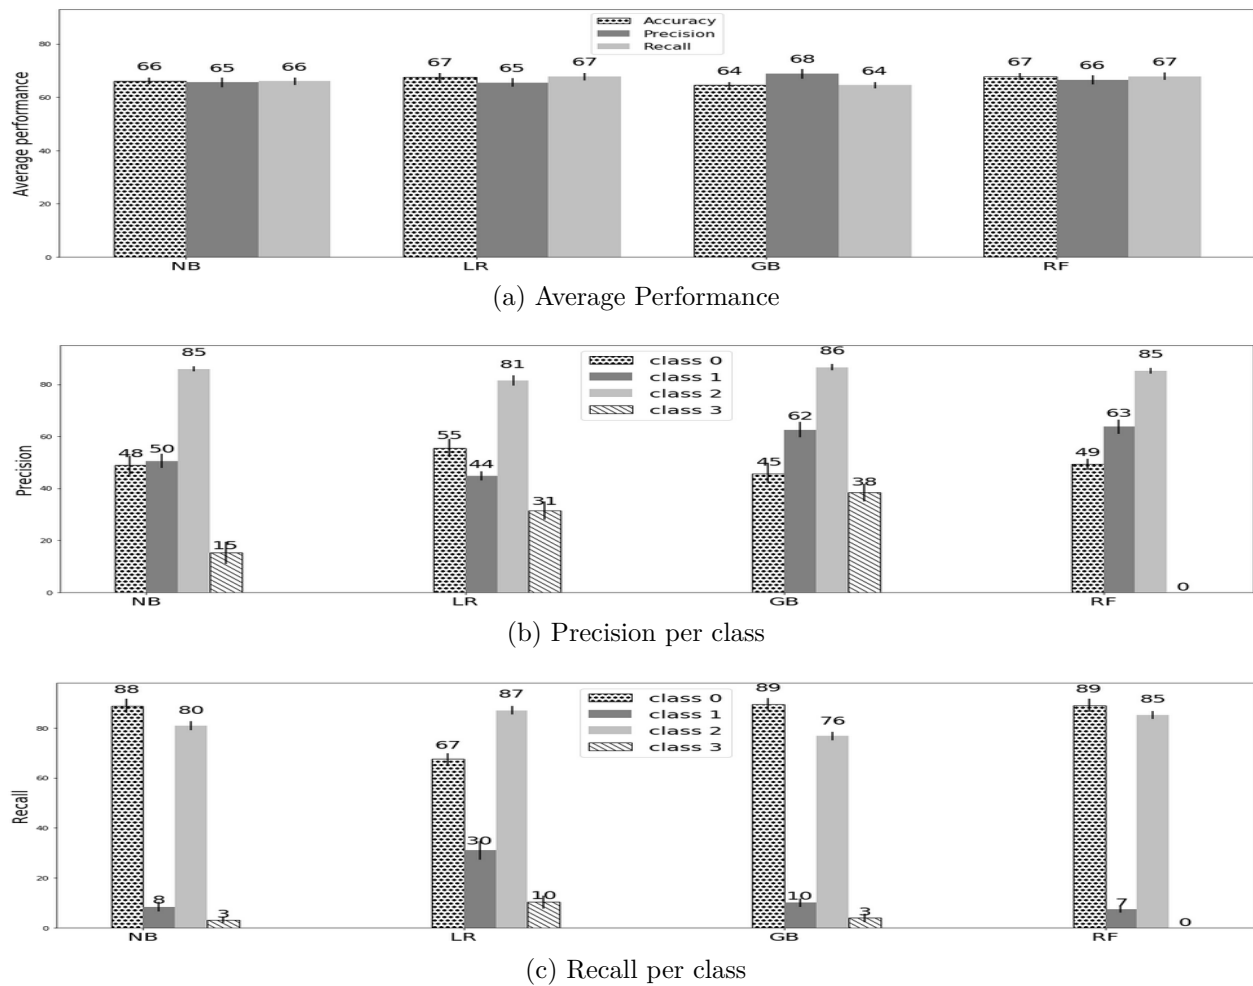 Accuracy
Precision
Recall
Average performance
80
60
40
20
0
66 65 66 67 65 67 64 68 64 67 66 67
NB LR GB RF
(a) Average Performance
class 0
class 1
class 2
class 3
Precision
80
60
40
20
0
48 50 85 15 55 44 81 31 45 62 86 38 49 63 85 0
NB LR GB RF
(b) Precision per class
class 0
class 1
class 2
class 3
Recall
80
60
40
20
0
88 8 80 3 67 30 87 10 89 10 76 3 89 7 85 0
NB LR GB RF
(c) Recall per class